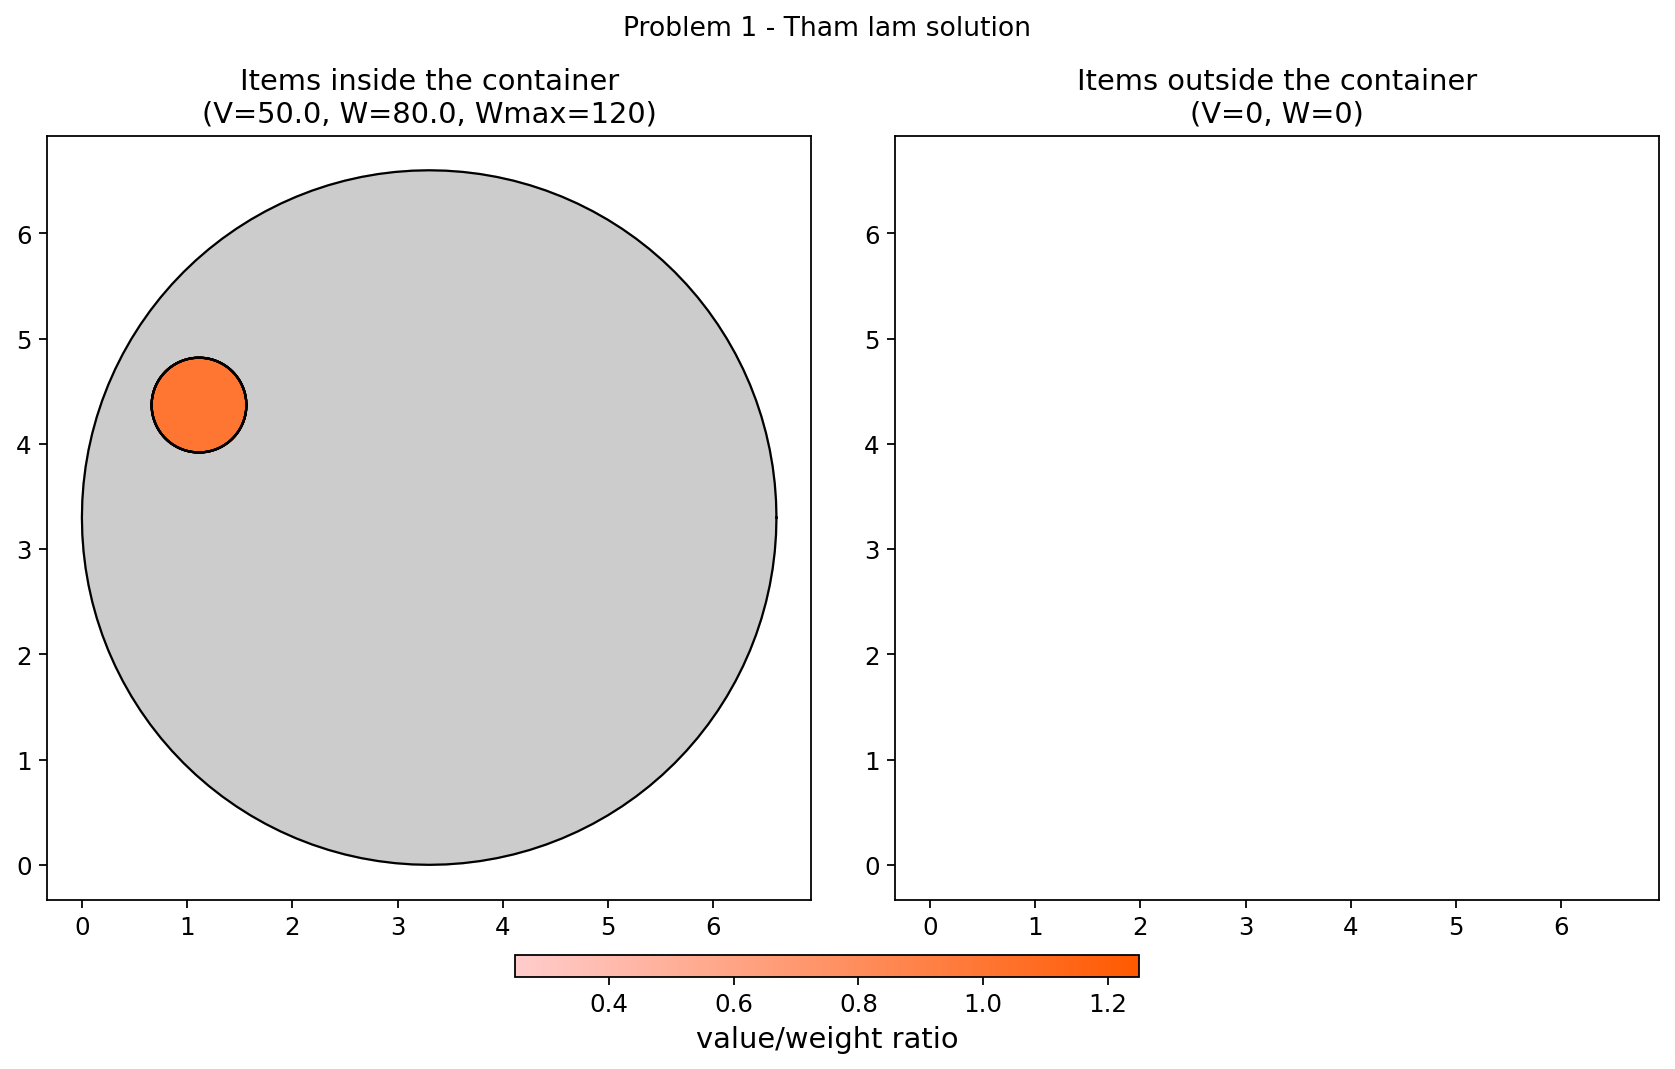 Problem 1 - Tham lam solution
Items inside the container
(V=50.0, W=80.0, Wmax=120)
Items outside the container
(V=0, W=0)
6
5
4
3
2
1
0
0 1 2 3 4 5 6
6
5
4
3
2
1
0
0 1 2 3 4 5 6
0.4 0.6 0.8 1.0 1.2
value/weight ratio